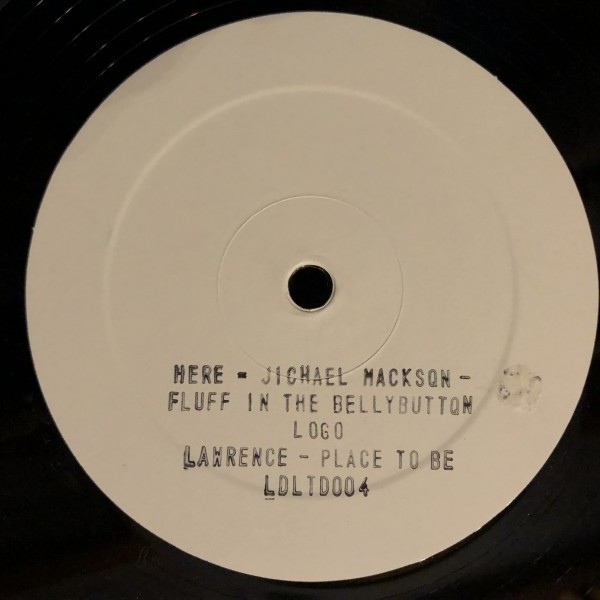 HERE - JICHAEL MACKSON -
FLUFF IN THE BELLYBUTTON
LOGO
LAWRENCE - PLACE TO BE
LDLTD004